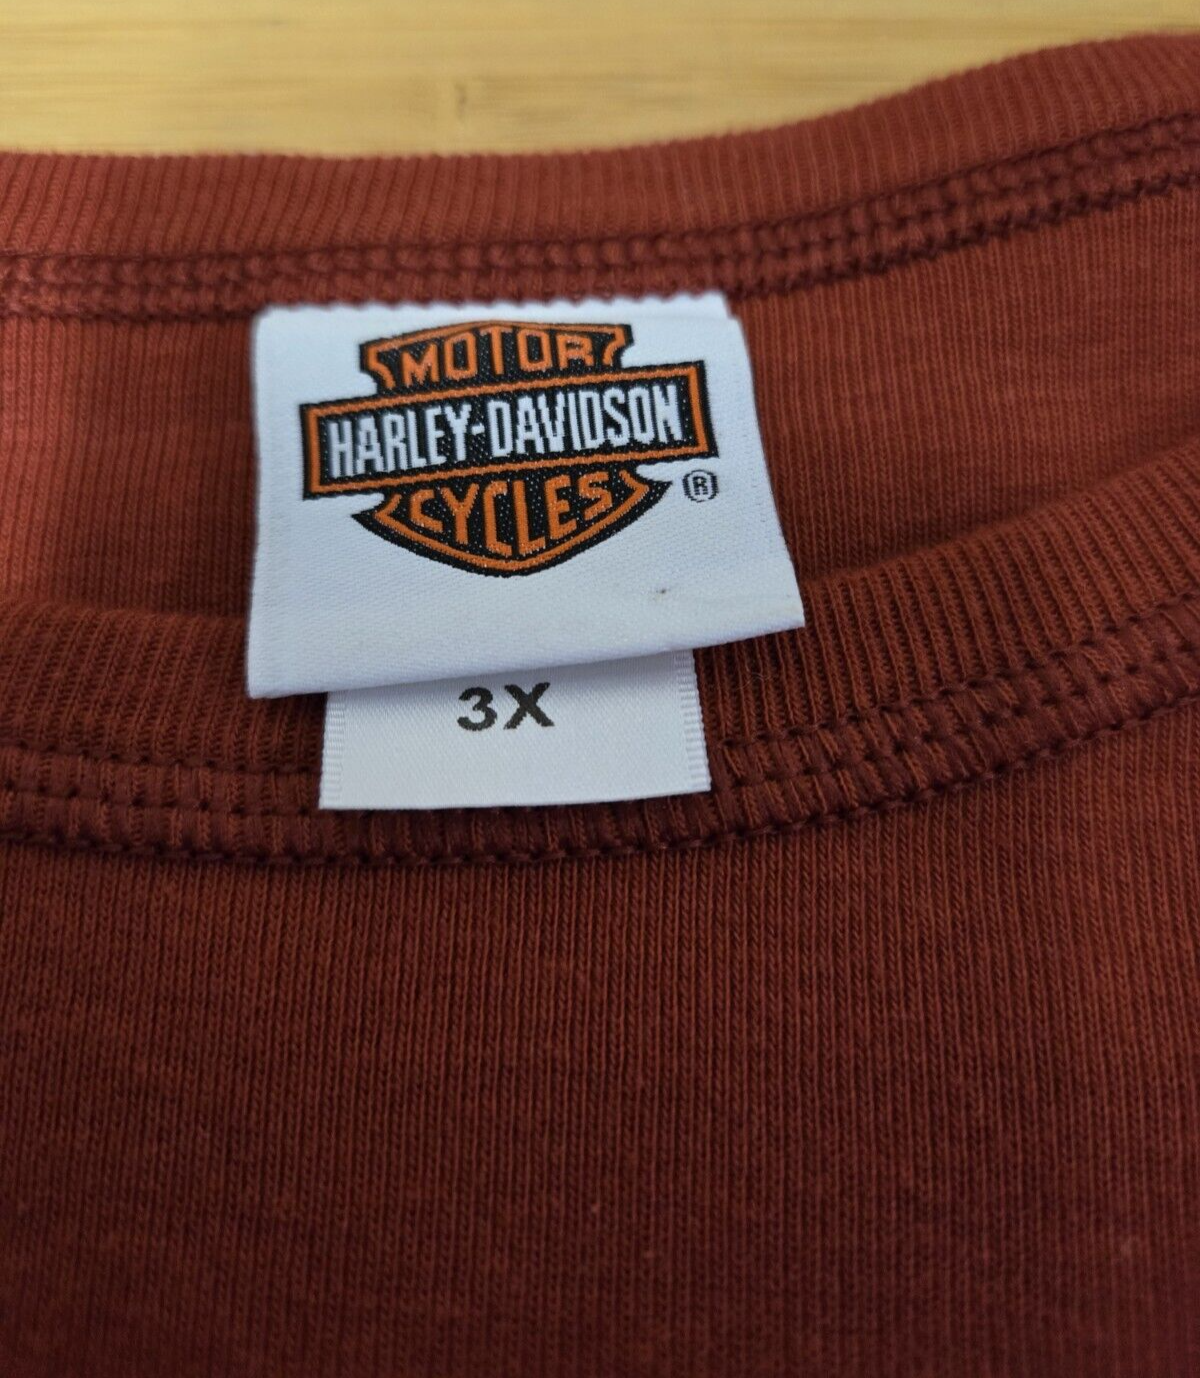 MOTOR
HARLEY-DAVIDSON
CYCLES
®
3X